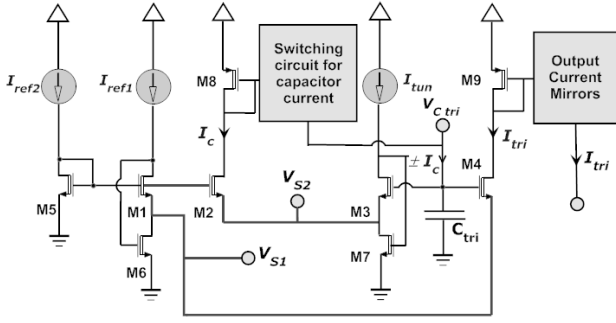 Switching
circuit for
capacitor
current
Output
Current
Mirrors
I_ref2
I_ref1
M8
I_tun
M9
V_C tri
I_c
± I_c
M4
I_tri
I_tri
V_S2
M5
M1
M2
M3
C_tri
M6
V_S1
M7